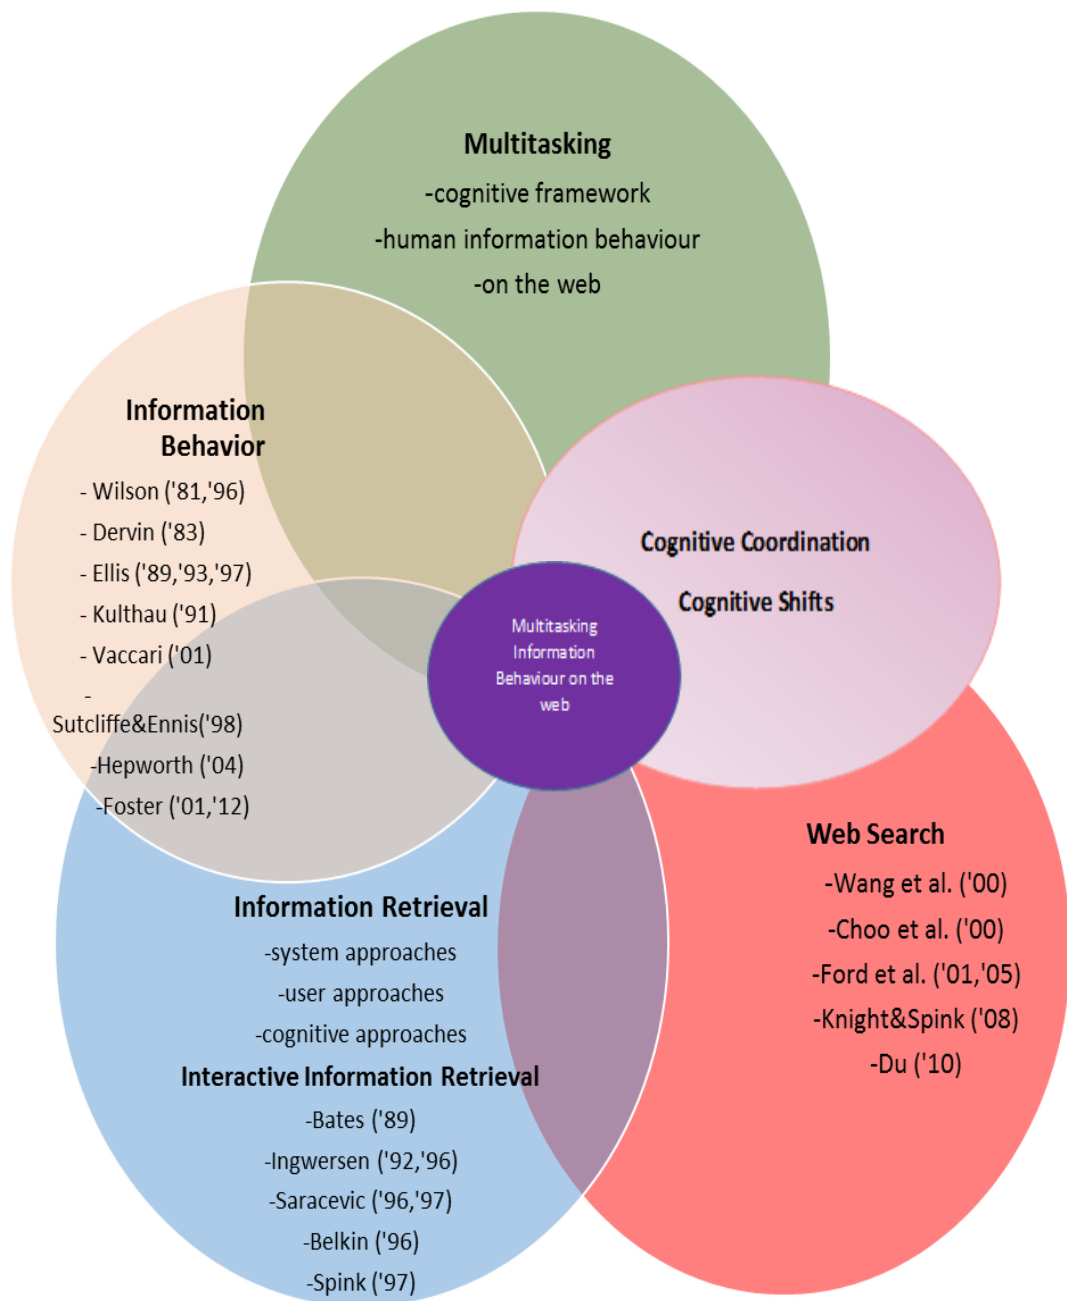 Multitasking
-cognitive framework
-human information behaviour
-on the web
Information
Behavior
- Wilson ('81,'96)
- Dervin ('83)
- Ellis ('89,'93,'97)
- Kulthau ('91)
- Vaccari ('01)
-
Sutcliffe&Ennis('98)
-Hepworth ('04)
-Foster ('01,'12)
Cognitive Coordination
Cognitive Shifts
Multitasking
Information
Behaviour on the
web
Web Search
-Wang et al. ('00)
-Choo et al. ('00)
-Ford et al. ('01,'05)
-Knight&Spink ('08)
-Du ('10)
Information Retrieval
-system approaches
-user approaches
-cognitive approaches
Interactive Information Retrieval
-Bates ('89)
-Ingwersen ('92,'96)
-Saracevic ('96,'97)
-Belkin ('96)
-Spink ('97)